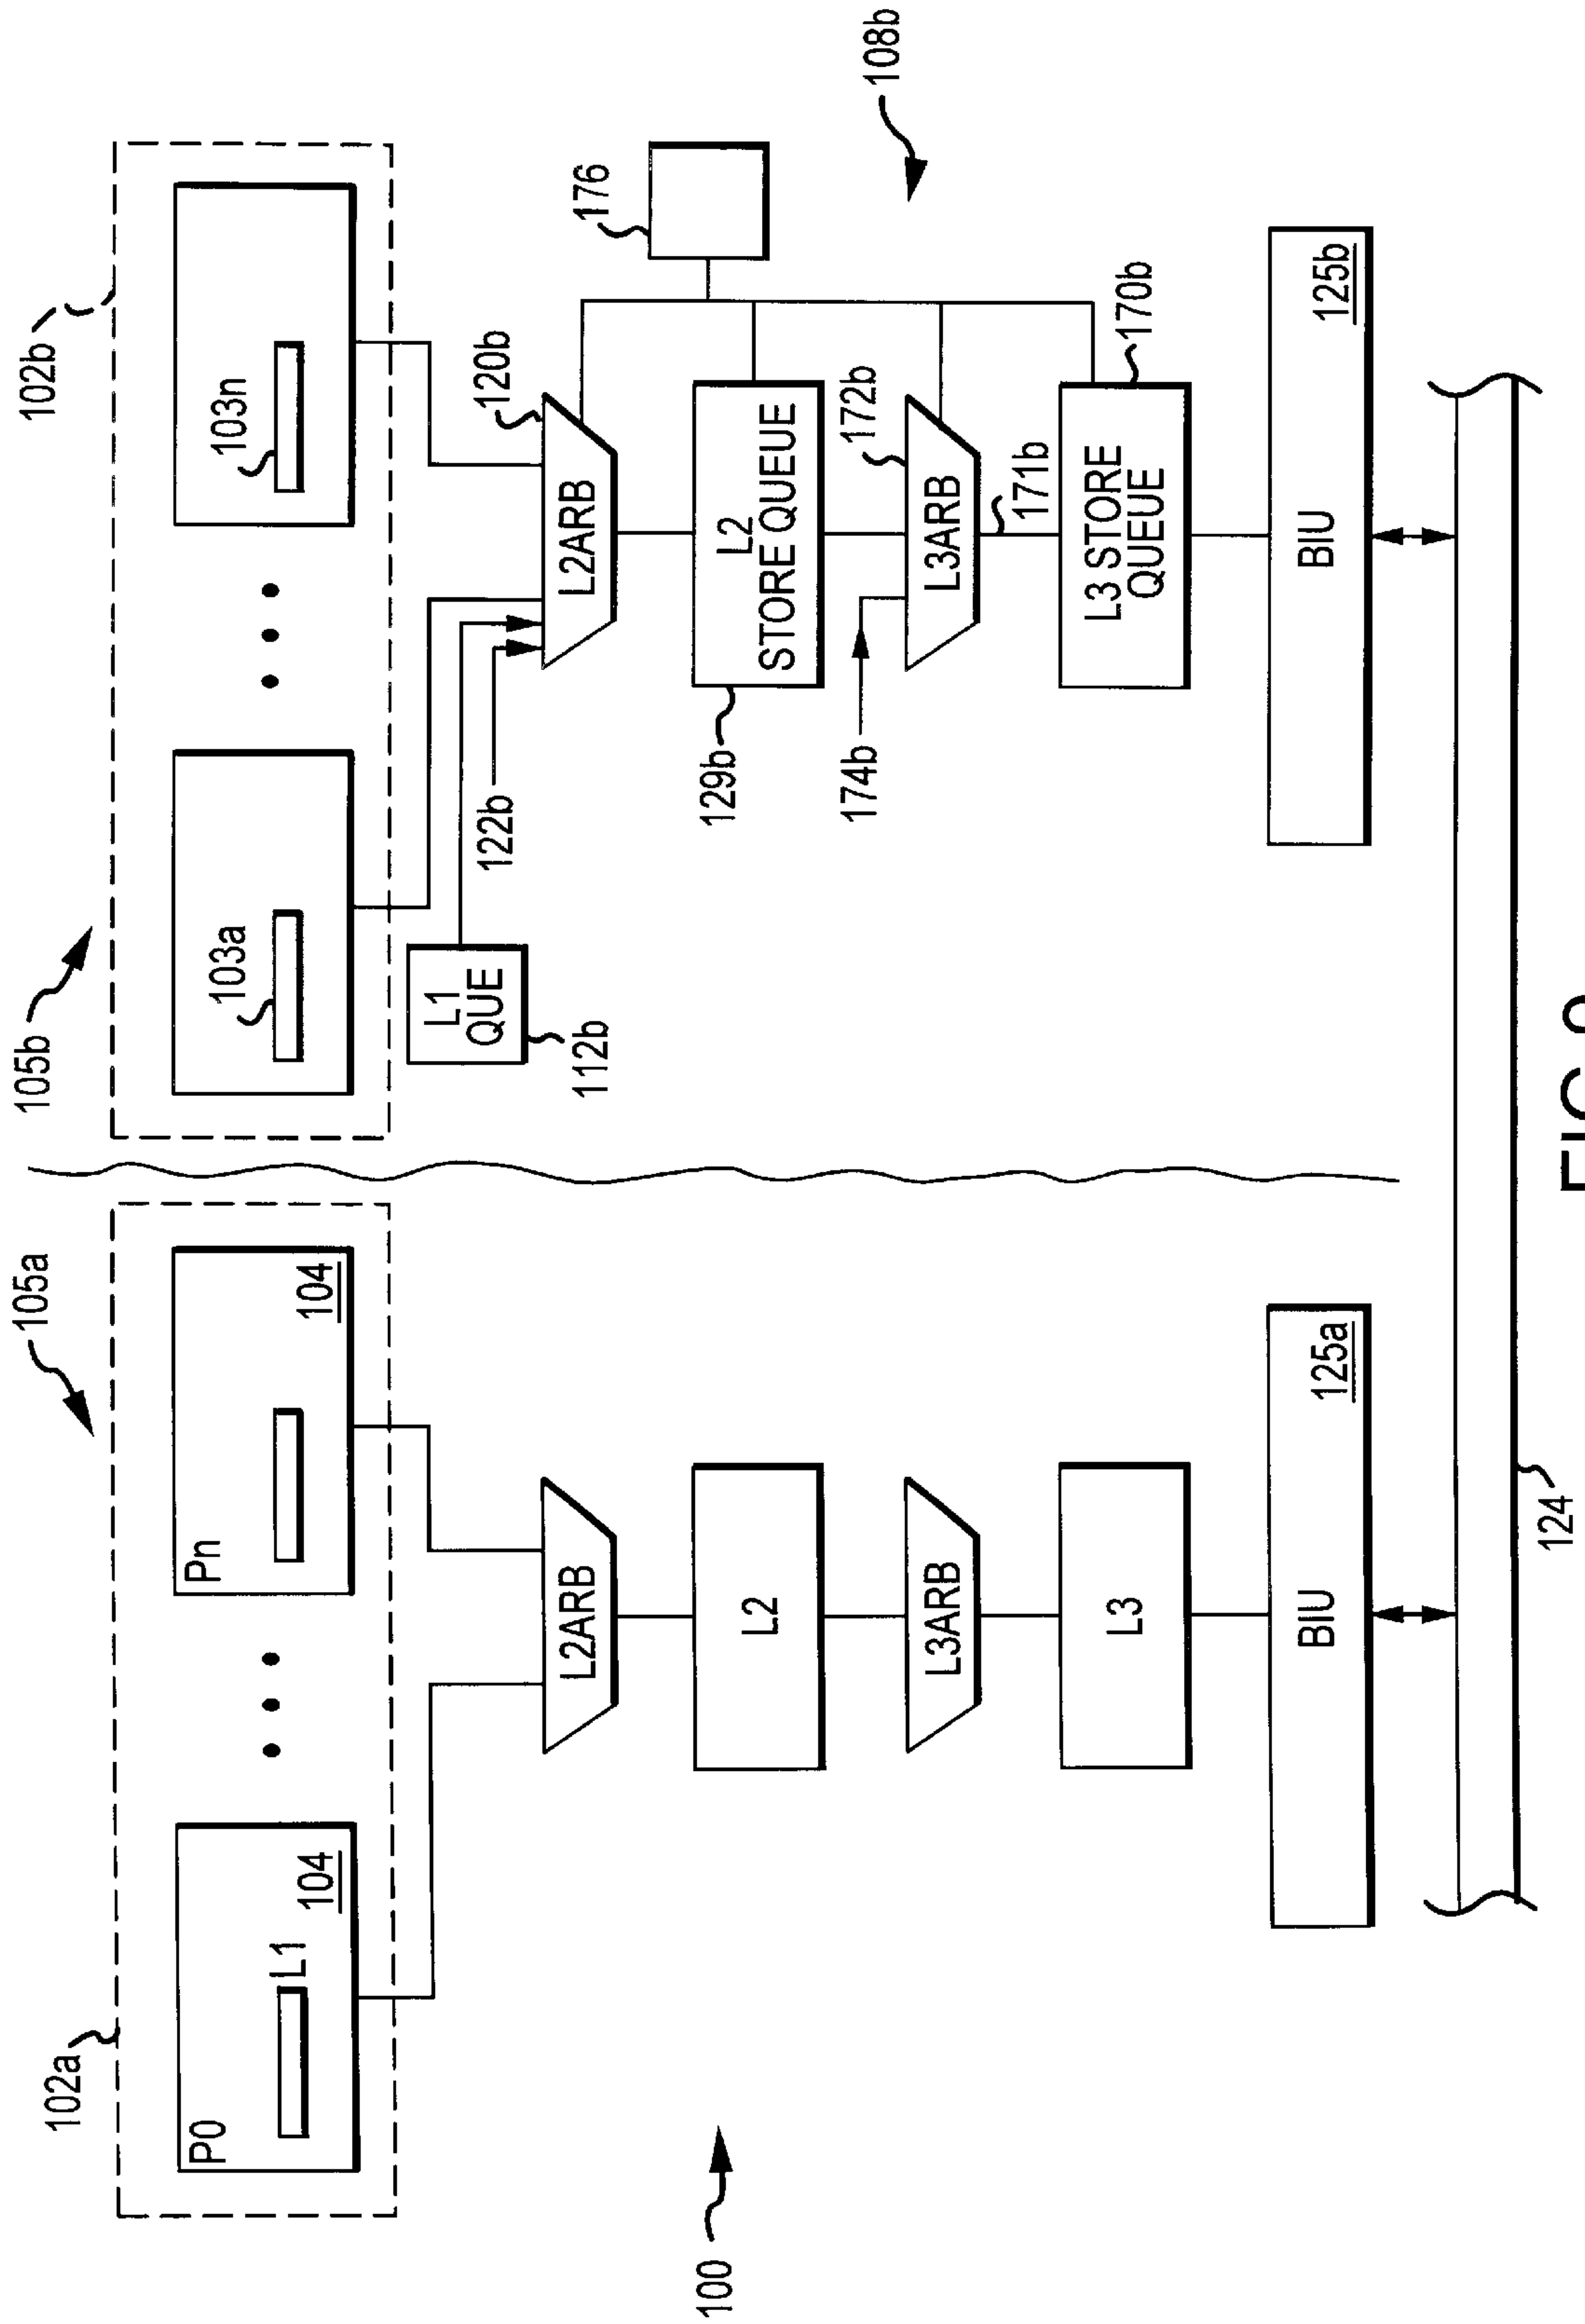 105a
105b
102b
102a
P0
Pn
L1
104
104
103a
103n
L1
QUE
112b
122b
120b
176
L2ARB
L2ARB
100
L2
L2
STORE QUEUE
129b
174b
172b
108b
L3ARB
L3ARB
171b
L3
L3 STORE
QUEUE
170b
BIU
125a
BIU
125b
124
FIG